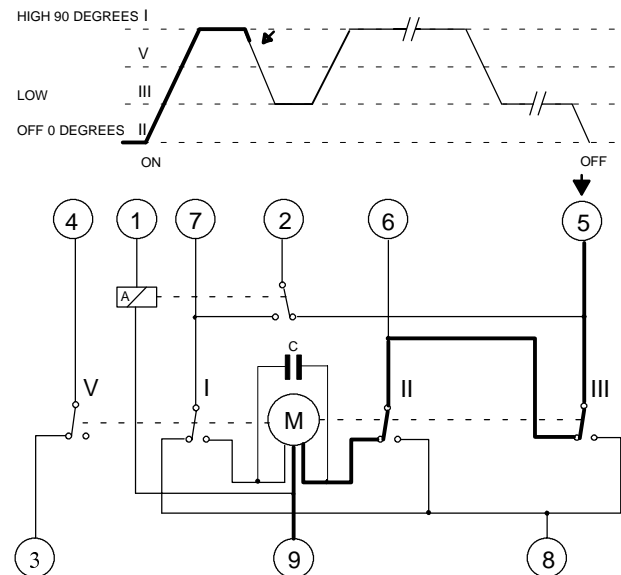 HIGH 90 DEGREES I
V
LOW III
OFF 0 DEGREES II
ON OFF
4 1 7 2 6 5
A
C
V I M II III
3 9 8